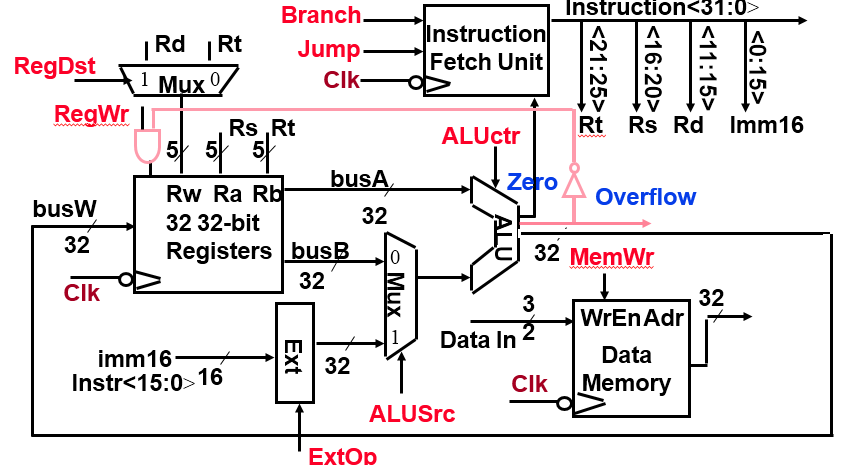 Branch
Jump
Clk
Instruction
Fetch Unit
Instruction<31:0>
<21:25>
<16:20>
<11:15>
<0:15>
Rt
Rs
Rd
Imm16
Rd
Rt
RegDst
1
Mux
0
RegWr
5
5
5
Rs
Rt
ALUctr
busW
32
Rw
Ra
Rb
32 32-bit
Registers
Clk
busA
32
busB
32
0
Mux
1
ALU
Zero
Overflow
32
MemWr
imm16
Instr<15:0>
16
Ext
32
ALUSrc
ExtOp
Data In
3
2
WrEn
Adr
Data
Memory
Clk
32